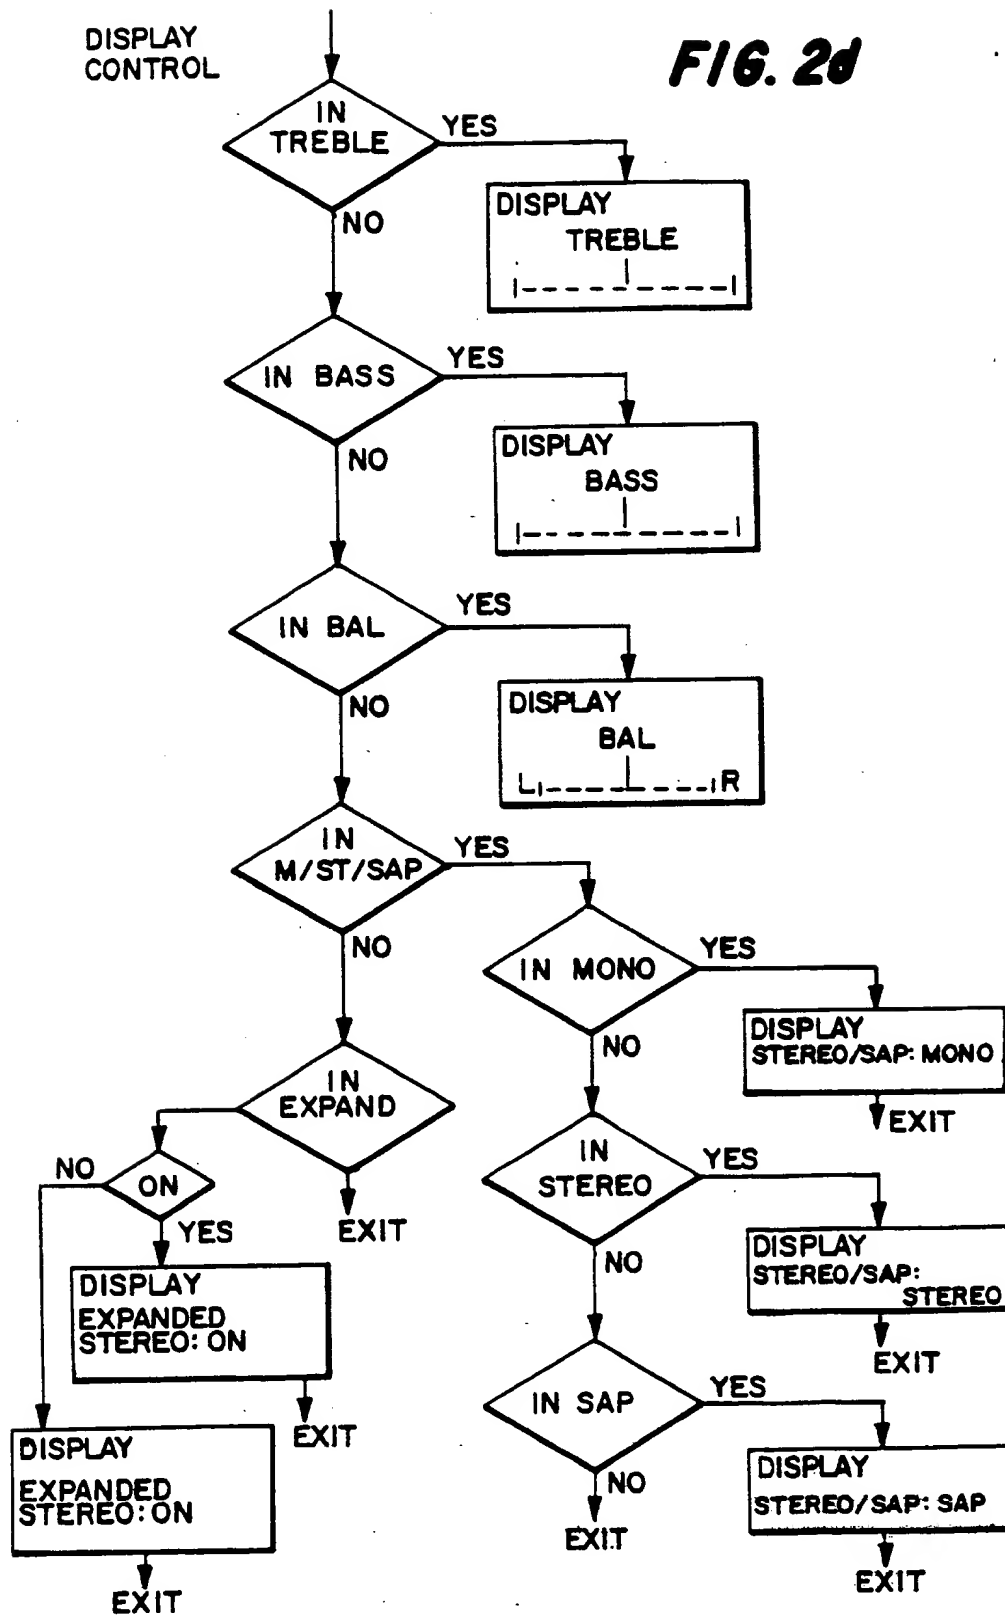 DISPLAY
CONTROL
FIG. 2d
IN
TREBLE
YES
NO
DISPLAY
TREBLE
IN BASS
YES
NO
DISPLAY
BASS
IN BAL
YES
NO
DISPLAY
BAL
L R
IN
M/ST/SAP
YES
NO
IN MONO
YES
NO
DISPLAY
STEREO/SAP: MONO
EXIT
IN
EXPAND
EXIT
NO
ON
YES
IN
STEREO
YES
NO
DISPLAY
STEREO/SAP:
STEREO
EXIT
DISPLAY
EXPANDED
STEREO: ON
EXIT
IN SAP
YES
NO
EXIT
DISPLAY
STEREO/SAP: SAP
EXIT
DISPLAY
EXPANDED
STEREO: ON
EXIT